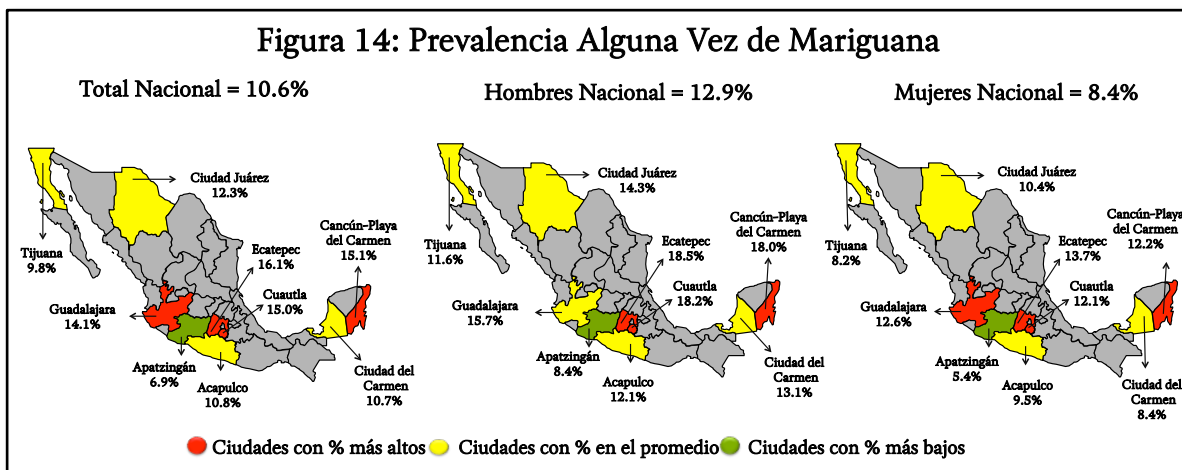 Figura 14: Prevalencia Alguna Vez de Mariguana
Total Nacional = 10.6%
Ciudad Juárez
12.3%
Cancún-Playa
del Carmen
15.1%
Tijuana
9.8%
Ecatepec
16.1%
Cuautla
15.0%
Guadalajara
14.1%
Apatzingán
6.9%
Acapulco
10.8%
Ciudad del
Carmen
10.7%
Hombres Nacional = 12.9%
Ciudad Juárez
14.3%
Cancún-Playa
del Carmen
18.0%
Tijuana
11.6%
Ecatepec
18.5%
Cuautla
18.2%
Guadalajara
15.7%
Apatzingán
8.4%
Acapulco
12.1%
Ciudad del
Carmen
13.1%
Mujeres Nacional = 8.4%
Ciudad Juárez
10.4%
Cancún-Playa
del Carmen
12.2%
Tijuana
8.2%
Ecatepec
13.7%
Cuautla
12.1%
Guadalajara
12.6%
Apatzingán
5.4%
Acapulco
9.5%
Ciudad del
Carmen
8.4%
Ciudades con % más altos
Ciudades con % en el promedio
Ciudades con % más bajos